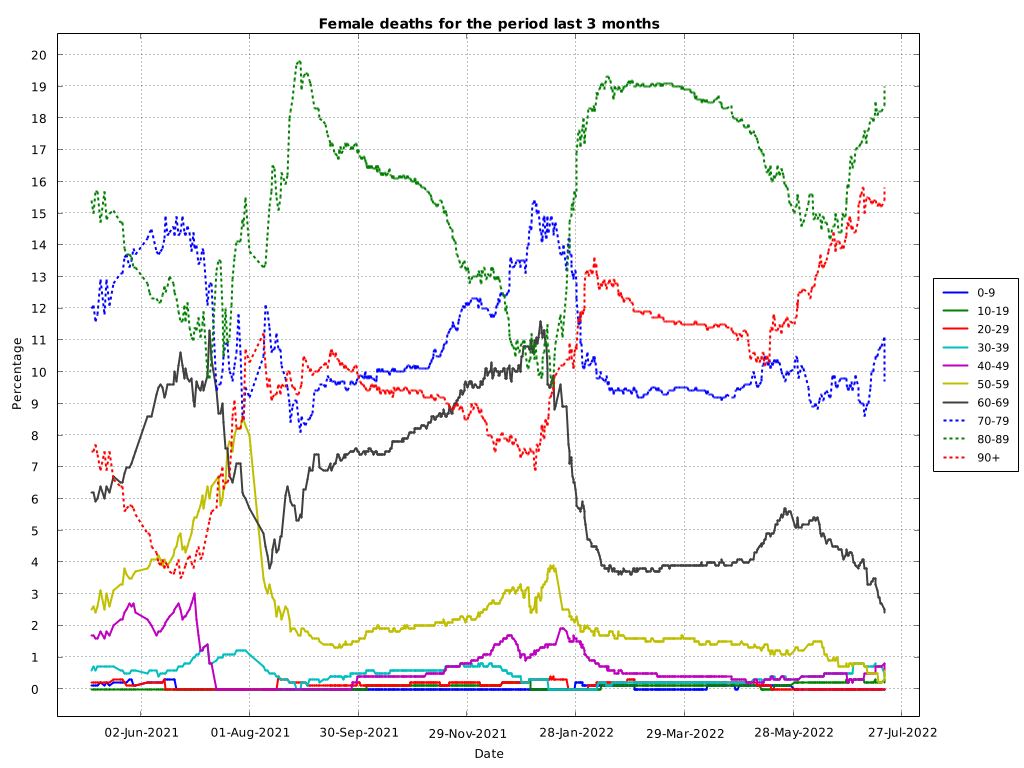 Female deaths for the period last 3 months
Percentage
20
19
18
17
16
15
14
13
12
11
10
9
8
7
6
5
4
3
2
1
0
02-Jun-2021
01-Aug-2021
30-Sep-2021
29-Nov-2021
28-Jan-2022
29-Mar-2022
28-May-2022
27-Jul-2022
Date
0-9
10-19
20-29
30-39
40-49
50-59
60-69
70-79
80-89
90+